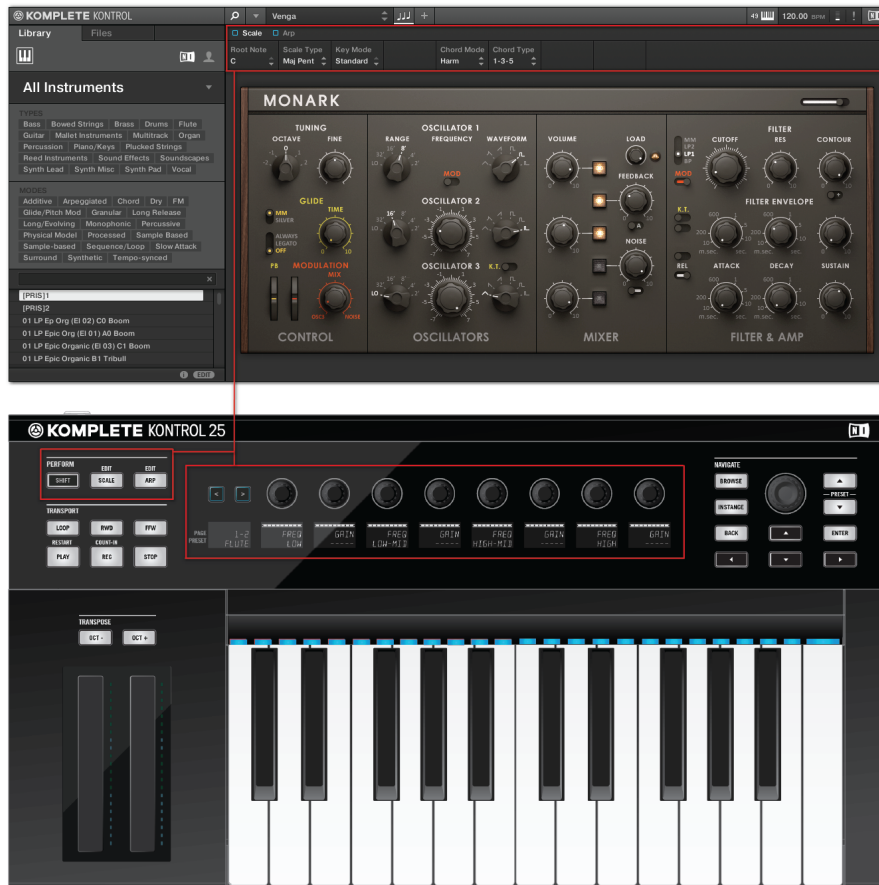 KOMPLETE KONTROL
Venga
49
120.00 BPM
Library Files
Scale Arp
Root Note Scale Type Key Mode Chord Mode Chord Type
C Maj Pent Standard Harm 1-3-5
All Instruments
TYPES
Bass Bowed Strings Brass Drums Flute
Guitar Mallet Instruments Multitrack Organ
Percussion Piano/Keys Plucked Strings
Reed Instruments Sound Effects Soundscapes
Synth Lead Synth Misc Synth Pad Vocal
MODES
Additive Arpeggiated Chord Dry FM
Glide/Pitch Mod Granular Long Release
Long/Evolving Monophonic Percussive
Physical Model Processed Sample Based
Sample-based Sequence/Loop Slow Attack
Surround Synthetic Tempo-synced
[PRIS]1
[PRIS]2
01 LP Ep Org (El 02) C0 Boom
01 LP Epic Org (El 01) A0 Boom
01 LP Epic Organic (El 03) C1 Boom
01 LP Epic Organic B1 Tribull
EDIT
MONARK
TUNING
OCTAVE FINE
GLIDE
MM
SILVER
TIME
ALWAYS
LEGATO
OFF
PB MODULATION
MIX
OSC3 NOISE
CONTROL
OSCILLATOR 1
RANGE FREQUENCY WAVEFORM
MOD
OSCILLATOR 2
OSCILLATOR 3 K.T.
OSCILLATORS
VOLUME LOAD
FEEDBACK
A
NOISE
MIXER
MM
LP2
LP1
BP
MOD
FILTER
CUTOFF RES CONTOUR
K.T.
FILTER ENVELOPE
REL
ATTACK DECAY SUSTAIN
m.sec. sec. m.sec. sec.
FILTER & AMP
KOMPLETE KONTROL 25
NI
PERFORM
EDIT EDIT
SHIFT SCALE ARP
TRANSPORT
LOOP RWD FFW
RESTART COUNT-IN
PLAY REC STOP
< >
PAGE 1-2 FREQ GAIN FREQ GAIN FREQ GAIN FREQ GAIN
PRESET FLUTE LOW ----- LOW-MID ----- HIGH-MID ----- HIGH -----
NAVIGATE
BROWSE
PRESET
INSTANCE
BACK ENTER
TRANSPOSE
OCT - OCT +